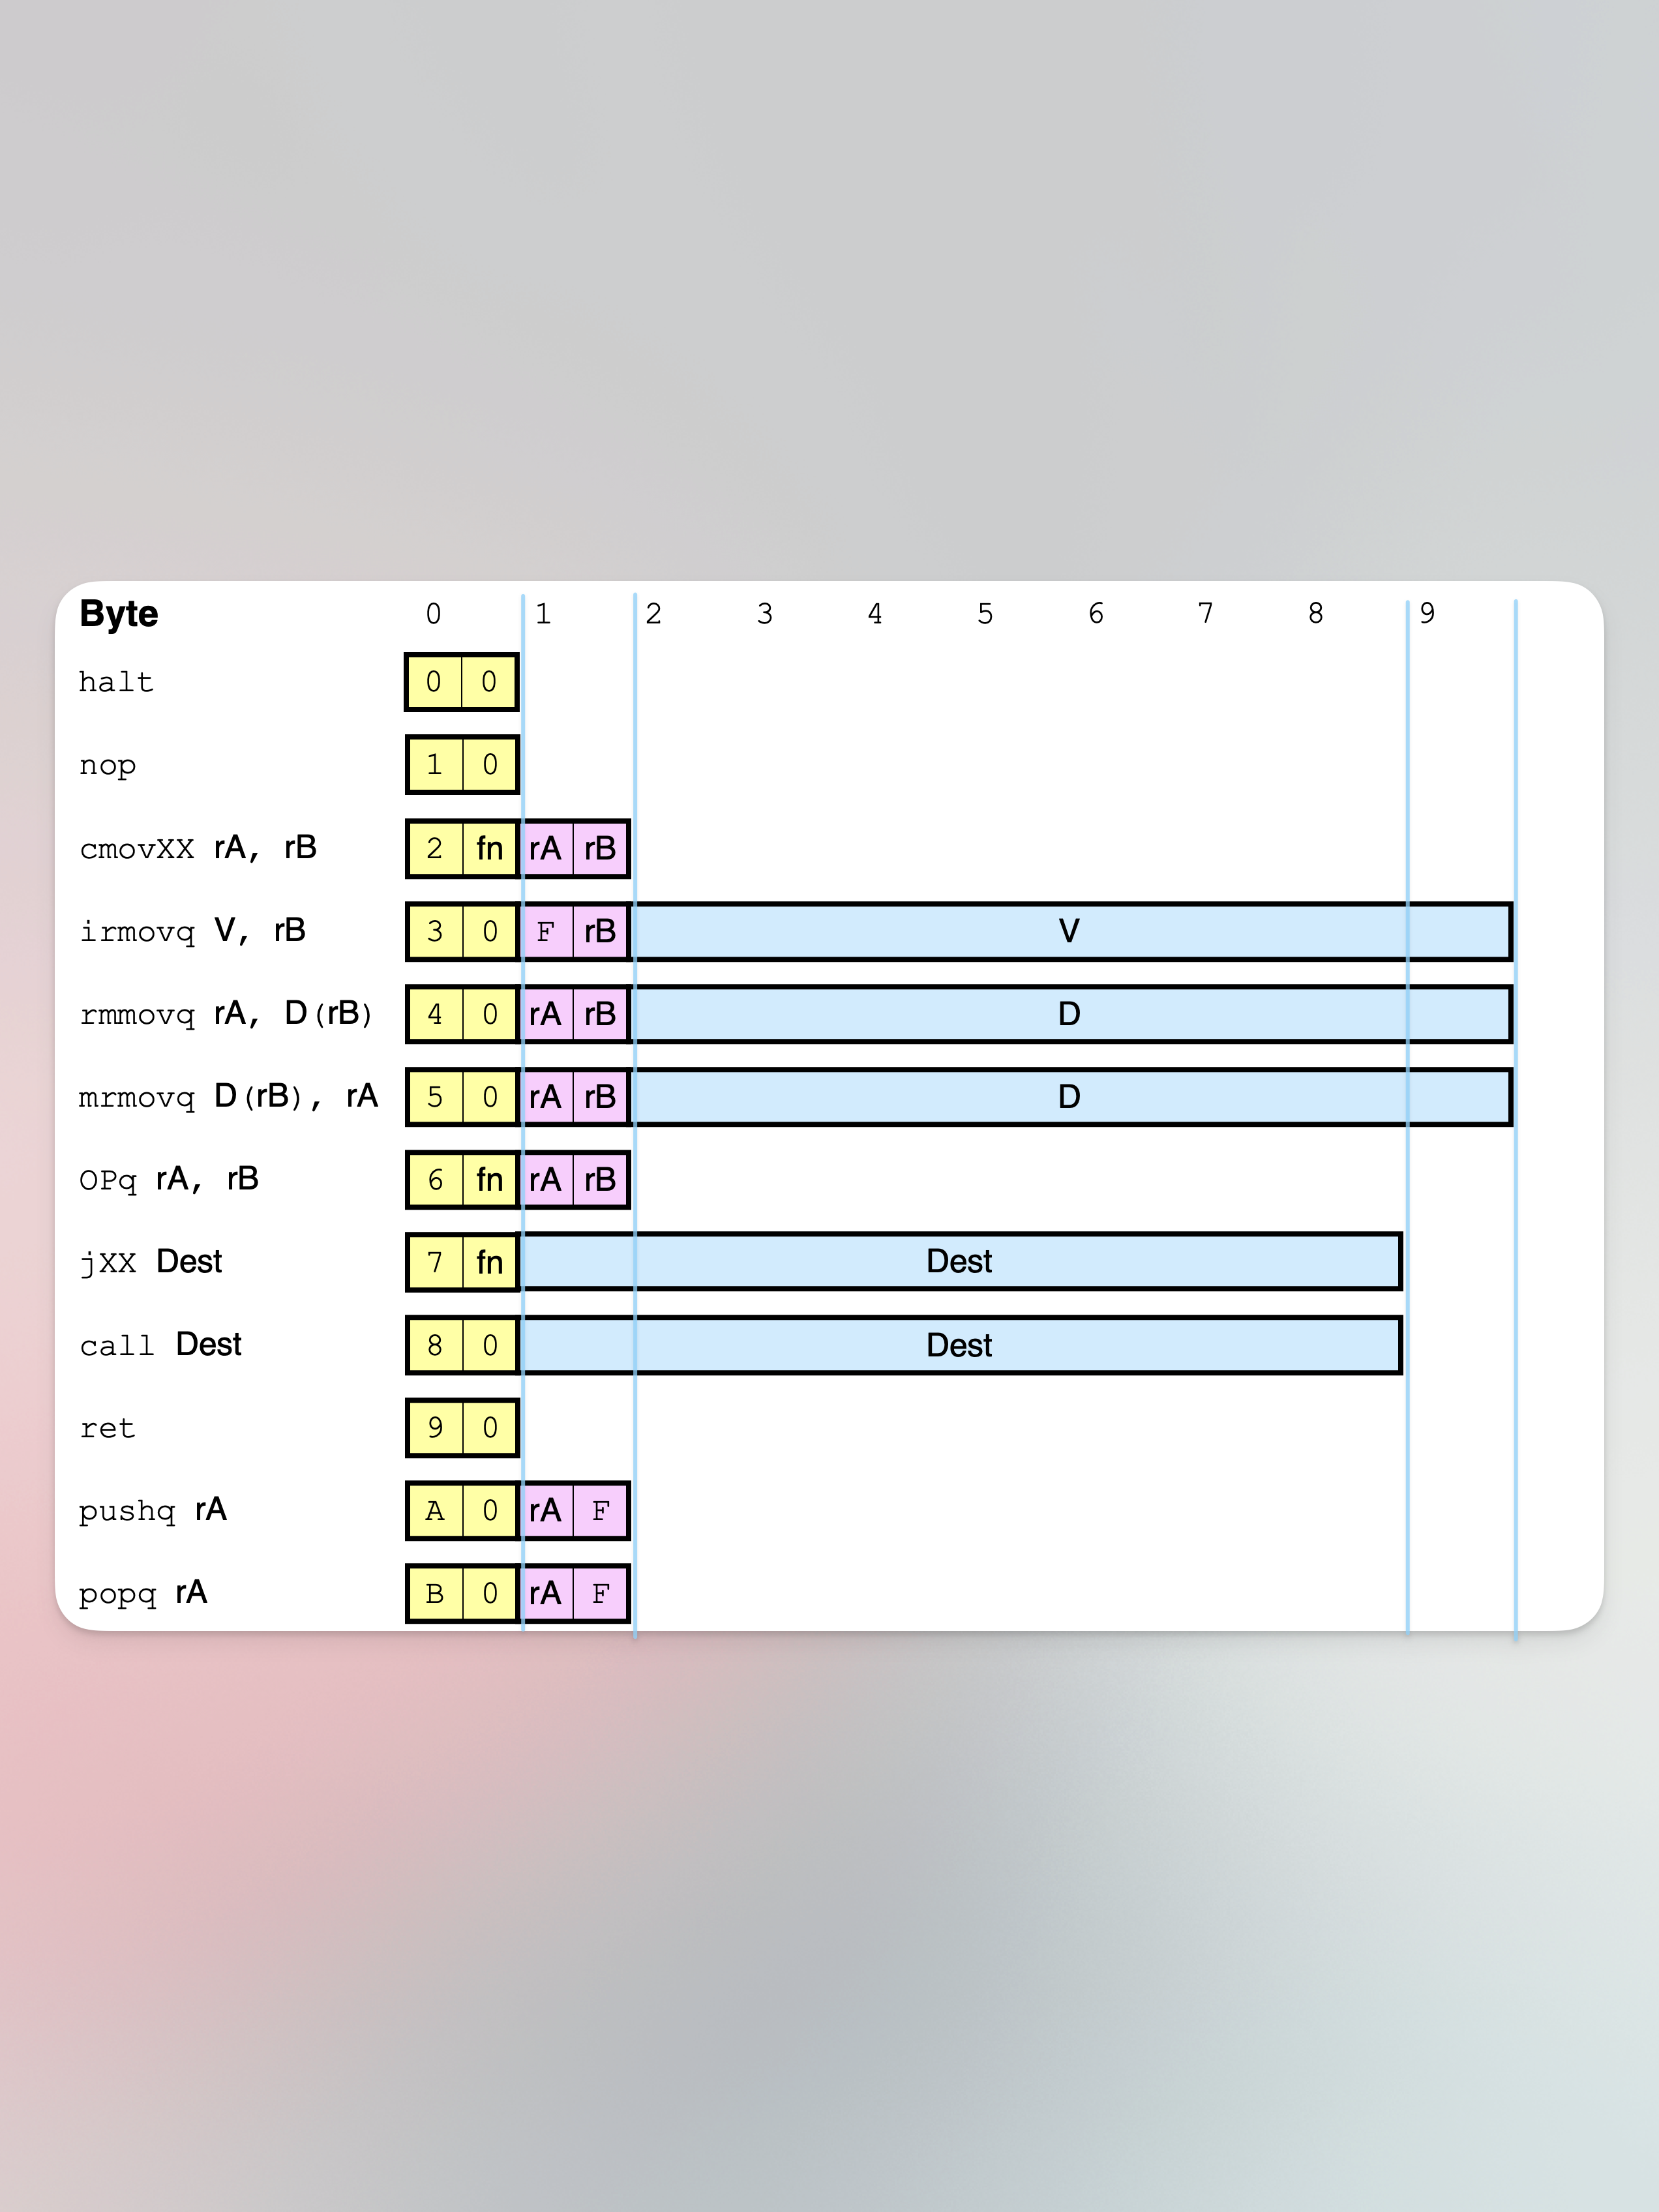 Byte 0 1 2 3 4 5 6 7 8 9
halt 0 0
nop 1 0
cmovXX rA, rB 2 fn rA rB
irmovq V, rB 3 0 F rB V
rmmovq rA, D(rB) 4 0 rA rB D
mrmovq D(rB), rA 5 0 rA rB D
OPq rA, rB 6 fn rA rB
jXX Dest 7 fn Dest
call Dest 8 0 Dest
ret 9 0
pushq rA A 0 rA F
popq rA B 0 rA F